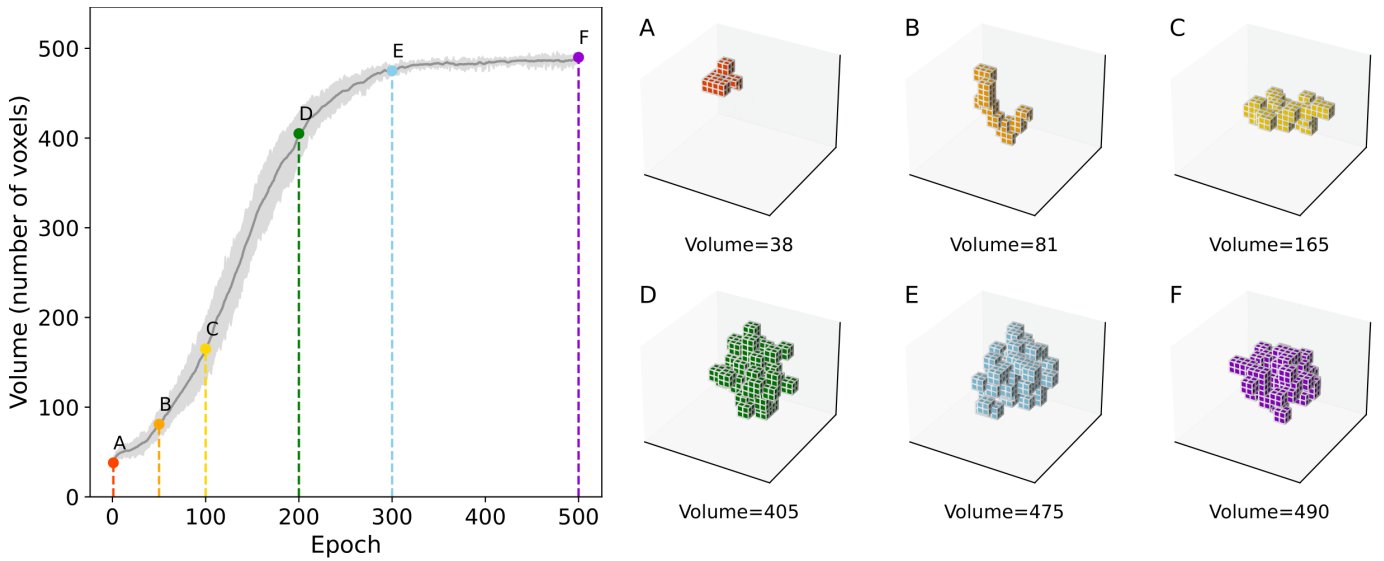 Volume (number of voxels)
500
400
300
200
100
0
A
B
C
D
E
F
0 100 200 300 400 500
Epoch
A
B
C
Volume=38
Volume=81
Volume=165
D
E
F
Volume=405
Volume=475
Volume=490